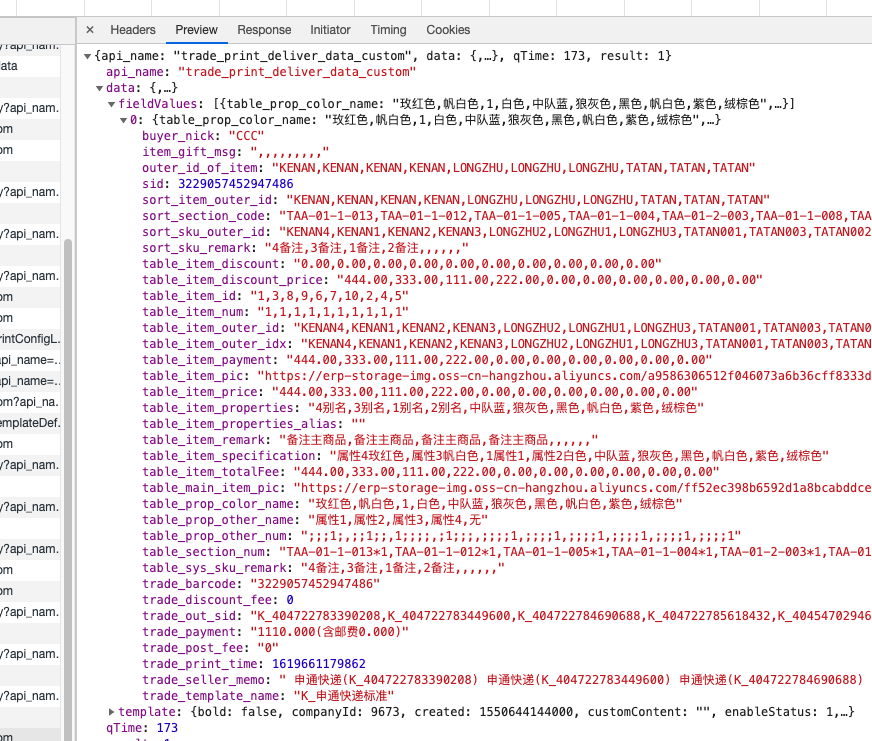 × Headers Preview Response Initiator Timing Cookies
{api_name: "trade_print_deliver_data_custom", data: {,…}, qTime: 173, result: 1}
ata
api_name: "trade_print_deliver_data_custom"
data: {,…}
y?api_nam.
fieldValues: [{table_prop_color_name: "玫红色,帆白色,1,白色,中队蓝,狼灰色,黑色,帆白色,紫色,绒棕色",…}]
om
0: {table_prop_color_name: "玫红色,帆白色,1,白色,中队蓝,狼灰色,黑色,帆白色,紫色,绒棕色",…}
buyer_nick: "CCC"
om
item_gift_msg: ",,,,,,,,,"
outer_id_of_item: "KENAN,KENAN,KENAN,KENAN,LONGZHU,LONGZHU,LONGZHU,TATAN,TATAN,TATAN"
sid: 3229057452947486
y?api_nam.
sort_item_outer_id: "KENAN,KENAN,KENAN,KENAN,LONGZHU,LONGZHU,LONGZHU,TATAN,TATAN,TATAN"
sort_section_code: "TAA-01-1-013,TAA-01-1-012,TAA-01-1-005,TAA-01-1-004,TAA-01-2-003,TAA-01-1-008,TAA
y?api_nam.
sort_sku_outer_id: "KENAN4,KENAN1,KENAN2,KENAN3,LONGZHU2,LONGZHU1,LONGZHU3,TATAN001,TATAN003,TATAN002
sort_sku_remark: "4备注,3备注,1备注,2备注,,,,,,"
table_item_discount: "0.00,0.00,0.00,0.00,0.00,0.00,0.00,0.00,0.00,0.00"
y?api_nam.
table_item_discount_price: "444.00,333.00,111.00,222.00,0.00,0.00,0.00,0.00,0.00,0.00"
om
table_item_id: "1,3,8,9,6,7,10,2,4,5"
table_item_num: "1,1,1,1,1,1,1,1,1,1"
om
table_item_outer_id: "KENAN4,KENAN1,KENAN2,KENAN3,LONGZHU2,LONGZHU1,LONGZHU3,TATAN001,TATAN003,TATAN0
rintConfigL.
table_item_outer_idx: "KENAN4,KENAN1,KENAN2,KENAN3,LONGZHU2,LONGZHU1,LONGZHU3,TATAN001,TATAN003,TATAN
api_name=..
table_item_payment: "444.00,333.00,111.00,222.00,0.00,0.00,0.00,0.00,0.00,0.00"
api_name=..
table_item_pic: "https://erp-storage-img.oss-cn-hangzhou.aliyuncs.com/a9586306512f046073a6b36cff8333d
table_item_price: "444.00,333.00,111.00,222.00,0.00,0.00,0.00,0.00,0.00,0.00"
om?api_na.
table_item_properties: "4别名,3别名,1别名,2别名,中队蓝,狼灰色,黑色,帆白色,紫色,绒棕色"
emplateDef.
table_item_properties_alias: ""
om
table_item_remark: "备注主商品,备注主商品,备注主商品,备注主商品,,,,,,"
table_item_specification: "属性4玫红色,属性3帆白色,1属性1,属性2白色,中队蓝,狼灰色,黑色,帆白色,紫色,绒棕色"
y?api_nam.
table_item_totalFee: "444.00,333.00,111.00,222.00,0.00,0.00,0.00,0.00,0.00,0.00"
table_main_item_pic: "https://erp-storage-img.oss-cn-hangzhou.aliyuncs.com/ff52ec398b6592d1a8bcabddce
y?api_nam.
table_prop_color_name: "玫红色,帆白色,1,白色,中队蓝,狼灰色,黑色,帆白色,紫色,绒棕色"
table_prop_other_name: "属性1,属性2,属性3,属性4,无"
table_prop_other_num: ";;;1;,;;1;;,1;;;;,;1;;;,;;;;1,;;;;1,;;;;1,;;;;1,;;;;1,;;;;1"
y?api_nam.
table_section_num: "TAA-01-1-013*1,TAA-01-1-012*1,TAA-01-1-005*1,TAA-01-1-004*1,TAA-01-2-003*1,TAA-01
om
table_sys_sku_remark: "4备注,3备注,1备注,2备注,,,,,,"
trade_barcode: "3229057452947486"
om
trade_discount_fee: 0
y?api_nam.
trade_out_sid: "K_404722783390208,K_404722783449600,K_404722784690688,K_404722785618432,K_40454702946
trade_payment: "1110.000(含邮费0.000)"
trade_post_fee: "0"
y?api_nam.
trade_print_time: 1619661179862
trade_seller_memo: " 申通快递(K_404722783390208) 申通快递(K_404722783449600) 申通快递(K_404722784690688)
y?api_nam.
trade_template_name: "K_申通快递标准"
template: {bold: false, companyId: 9673, created: 1550644144000, customContent: "", enableStatus: 1,…}
qTime: 173
om